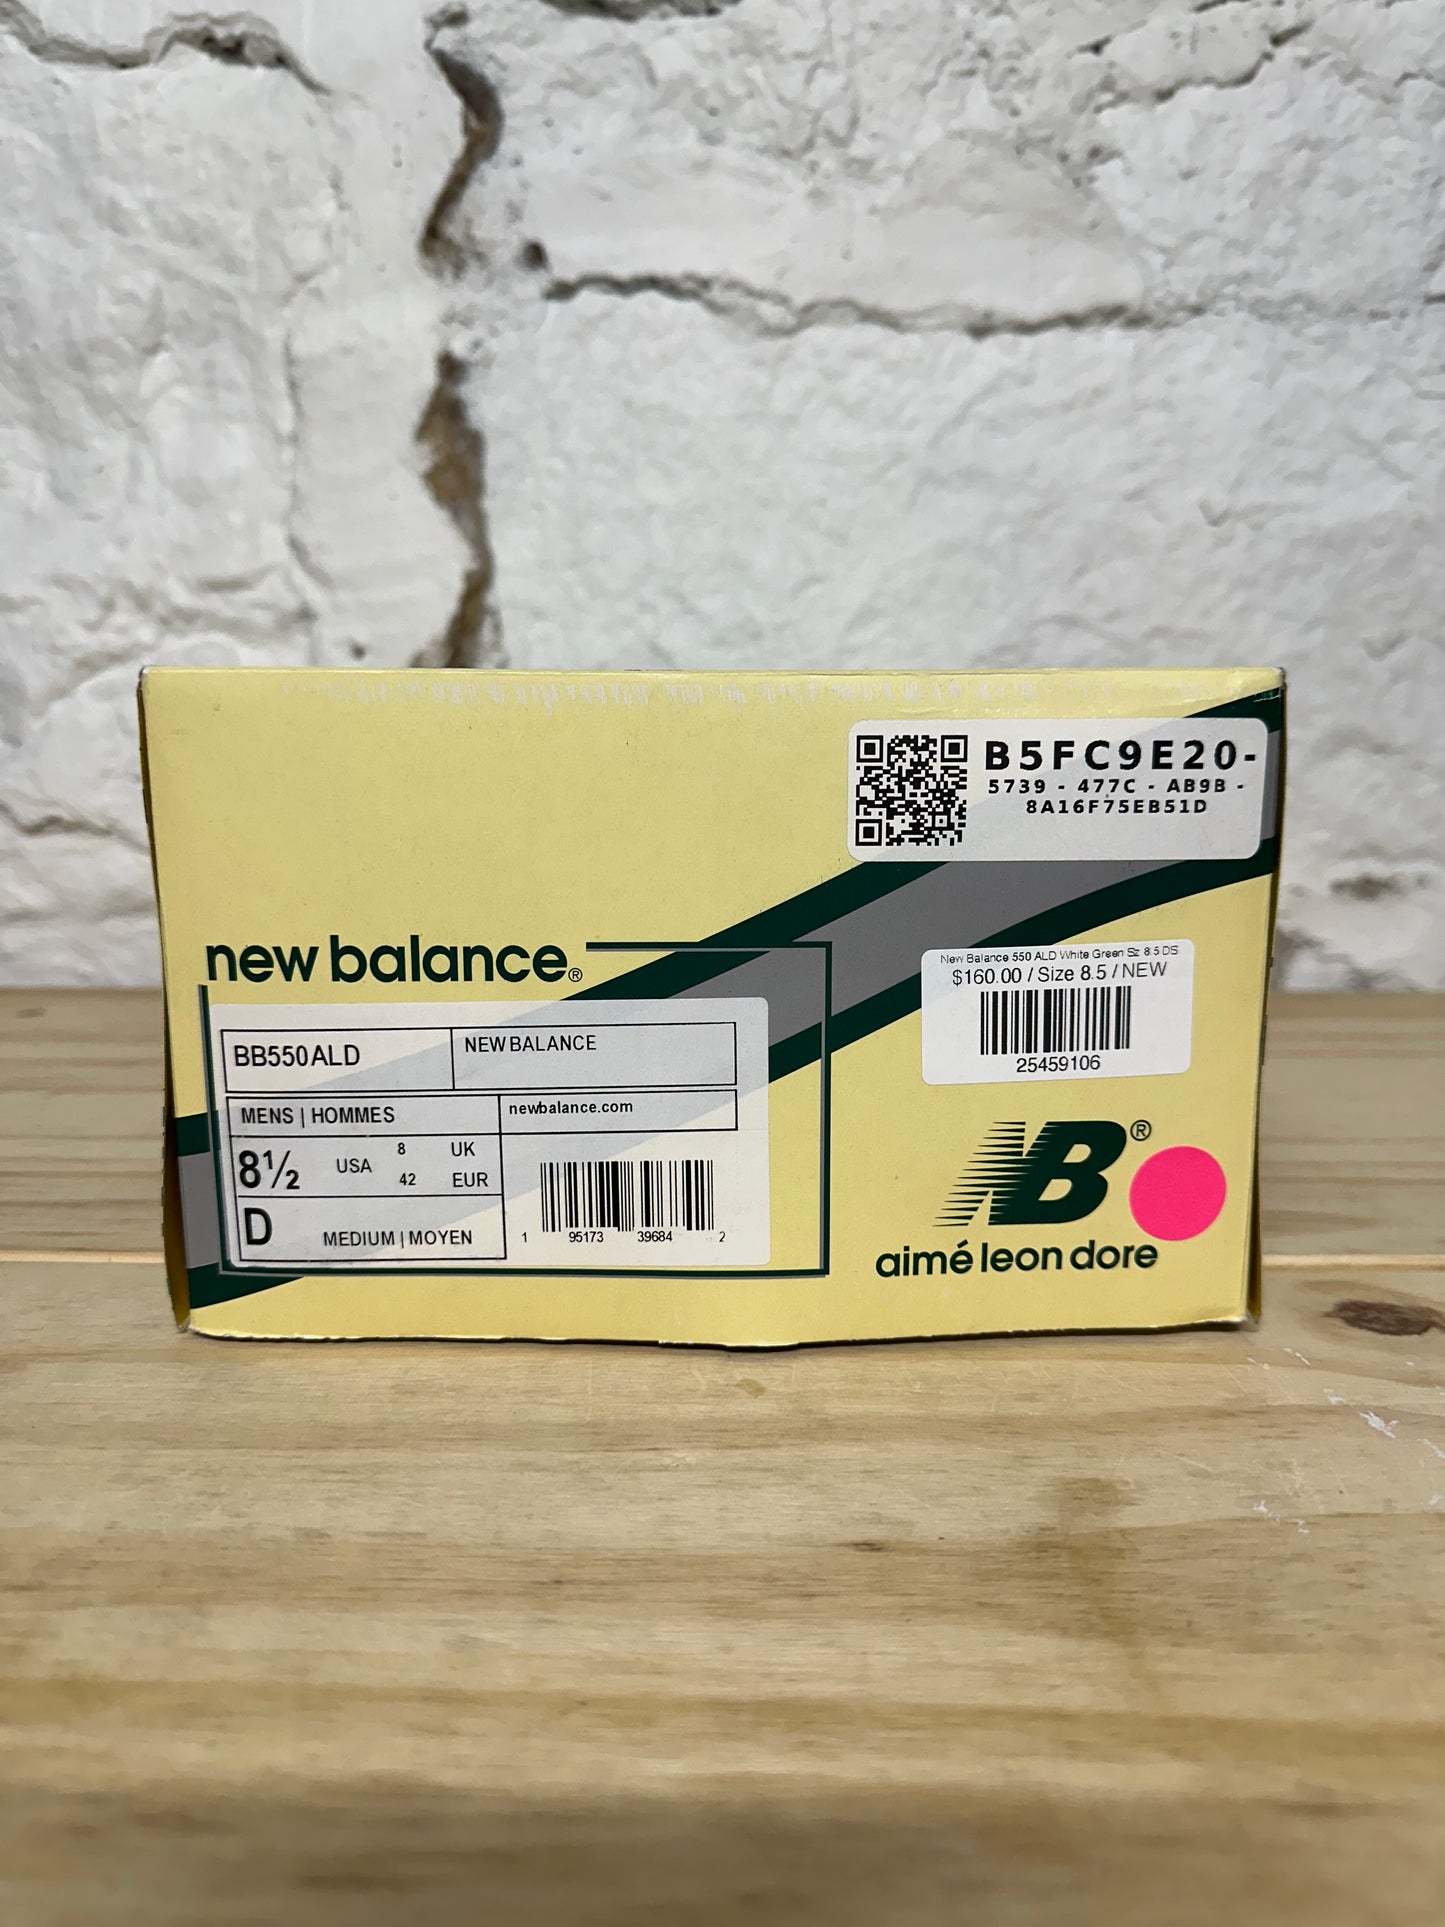 B5FC9E20-
5739 - 477C - AB9B -
8A16F75EB51D
new balance®
New Balance 550 ALD White Green Sz 8.5 DS
$160.00 / Size 8.5 / NEW
25459106
BB550ALD
NEW BALANCE
MENS | HOMMES
newbalance.com
8½ USA 8 UK
42 EUR
D MEDIUM | MOYEN
1 95173 39684 2
NB®
aimé leon dore